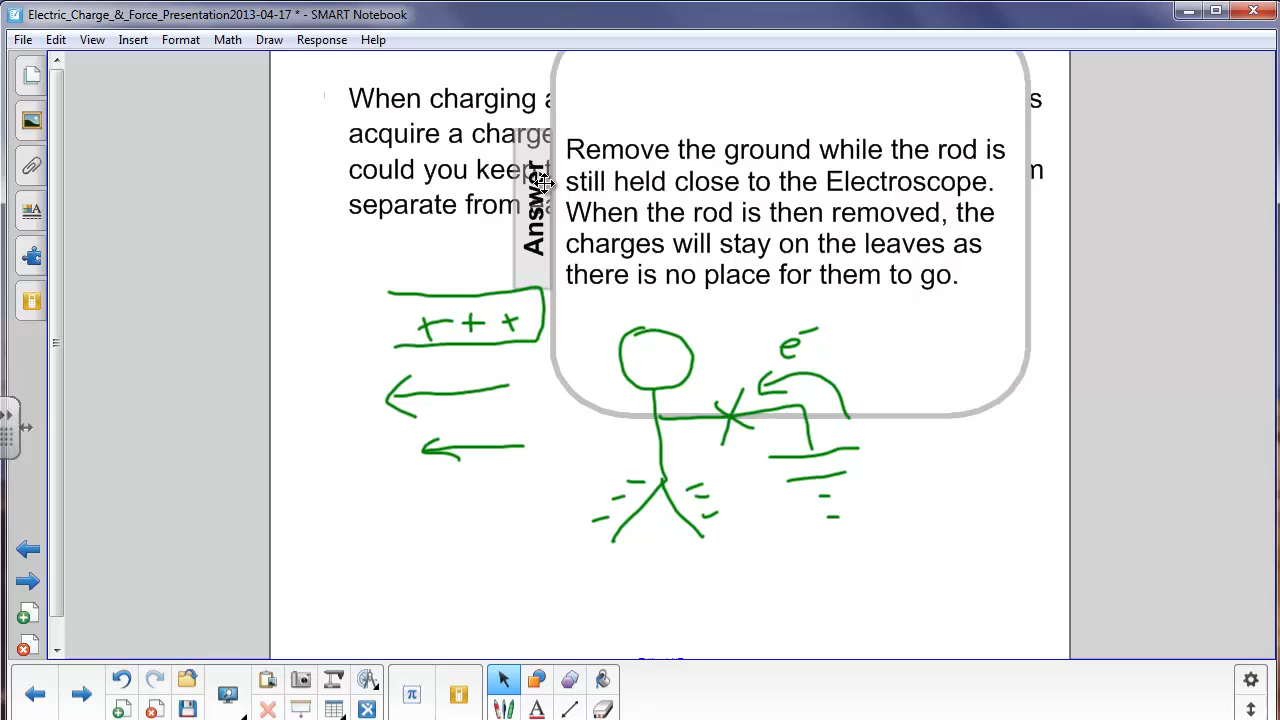 Electric_Charge_&_Force_Presentation2013-04-17 * - SMART Notebook
File Edit View Insert Format Math Draw Response Help
When charging
acquire a charge
could you keep
separate from
Answer
Remove the ground while the rod is
still held close to the Electroscope.
When the rod is then removed, the
charges will stay on the leaves as
there is no place for them to go.
+ + +
e-